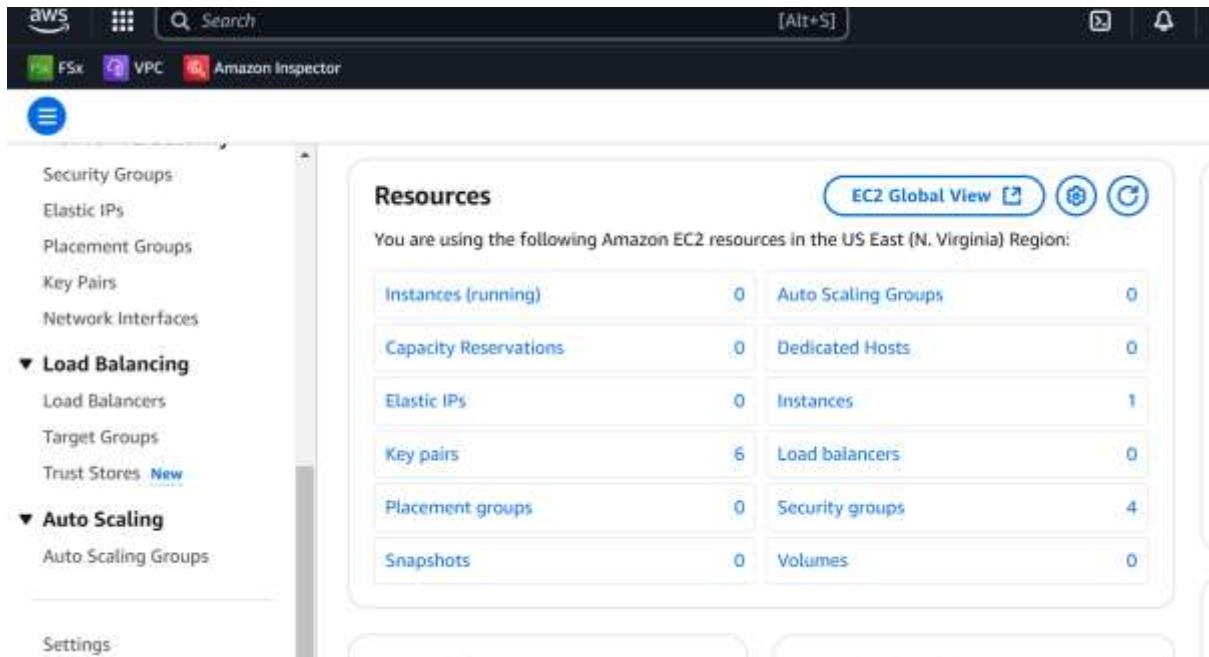 aws
Search
[Alt+S]
FSx
VPC
Amazon Inspector
Security Groups
Elastic IPs
Placement Groups
Key Pairs
Network Interfaces
Load Balancing
Load Balancers
Target Groups
Trust Stores New
Auto Scaling
Auto Scaling Groups
Settings
Resources
EC2 Global View
You are using the following Amazon EC2 resources in the US East (N. Virginia) Region:
Instances (running) 0 Auto Scaling Groups 0
Capacity Reservations 0 Dedicated Hosts 0
Elastic IPs 0 Instances 1
Key pairs 6 Load balancers 0
Placement groups 0 Security groups 4
Snapshots 0 Volumes 0